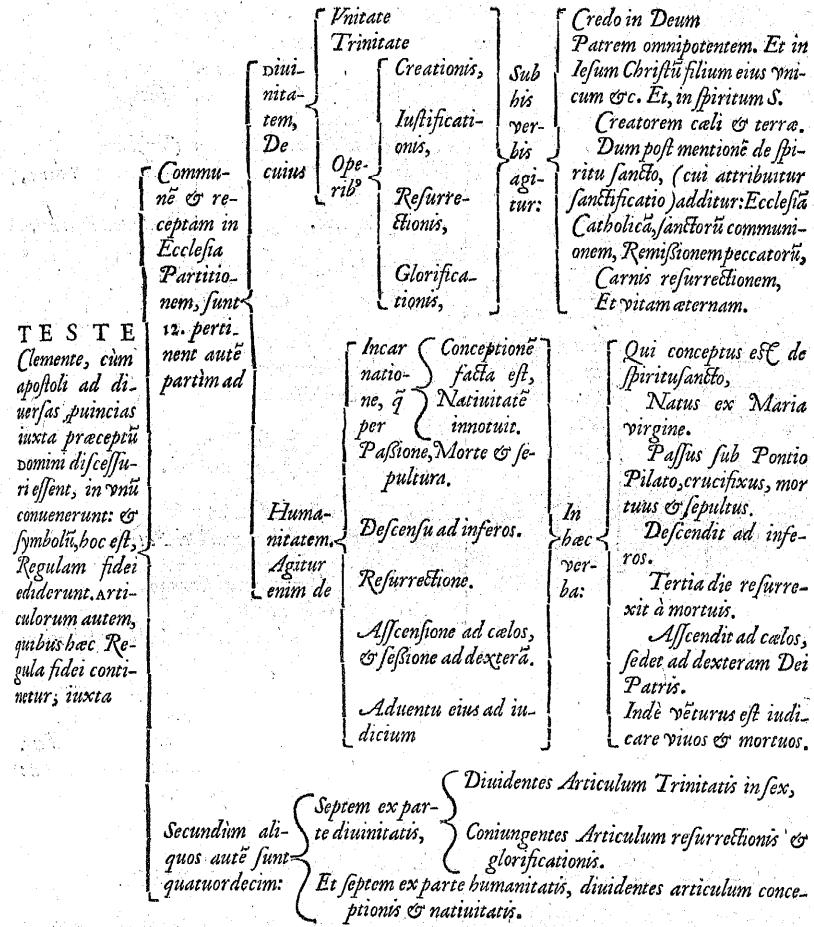 TESTE
Clemente, cùm
apostoli ad di-
uersas ꝓuincias
iuxta præceptū
Domini discessu-
ri essent, in vnū
conuenerunt: &
symbolū, hoc est,
Regulam fidei
ediderunt. Arti-
culorum autem,
quibus hæc Re-
gula fidei conti-
netur; iuxta
Commu-
nē & re-
ceptam in
Ecclesia
Partitio-
nem, sunt
12. perti-
nent autē
partìm ad
Diui-
nita-
tem,
De
cuius
Vnitate
Trinitate
Ope-
ribꝰ
Creationis,
Iustificati-
onis,
Resurre-
ctionis,
Glorifica-
tionis,
Sub
his
ver-
bis
agi-
tur:
Credo in Deum
Patrem omnipotentem. Et in
Iesum Christū filium eius vni-
cum &c. Et, in spiritum S.
Creatorem cæli & terræ.
Dum post mentionē de spi-
ritu sancto, (cui attribuitur
sanctificatio) additur: Ecclesiā
Catholicā, sanctorū communi-
onem, Remißionem peccatorū,
Carnis resurrectionem,
Et vitam æternam.
Huma-
nitatem.
Agitur
enim de
Incar
natio-
ne, q̄
per
Conceptionē
facta est,
Natiuitatē
innotuit.
Paßione, Morte & se-
pultura.
Descensu ad inferos.
Resurrectione.
Asscensione ad cælos,
& seßione ad dexterā.
Aduentu eius ad iu-
dicium
In
hæc
ver-
ba:
Qui conceptus est de
spiritusancto,
Natus ex Maria
virgine.
Passus sub Pontio
Pilato, crucifixus, mor
tuus & sepultus.
Descendit ad infe-
ros.
Tertia die resurre-
xit à mortuis.
Asscendit ad cælos,
sedet ad dexteram Dei
Patris.
Indè vēturus est iudi-
care viuos & mortuos.
Secundùm ali-
quos autē sunt
quatuordecim:
Septem ex par-
te diuinitatis,
Diuidentes Articulum Trinitatis in sex,
Coniungentes Articulum resurrectionis &
glorificationis.
Et septem ex parte humanitatis, diuidentes articulum conce-
ptionis & natiuitatis.